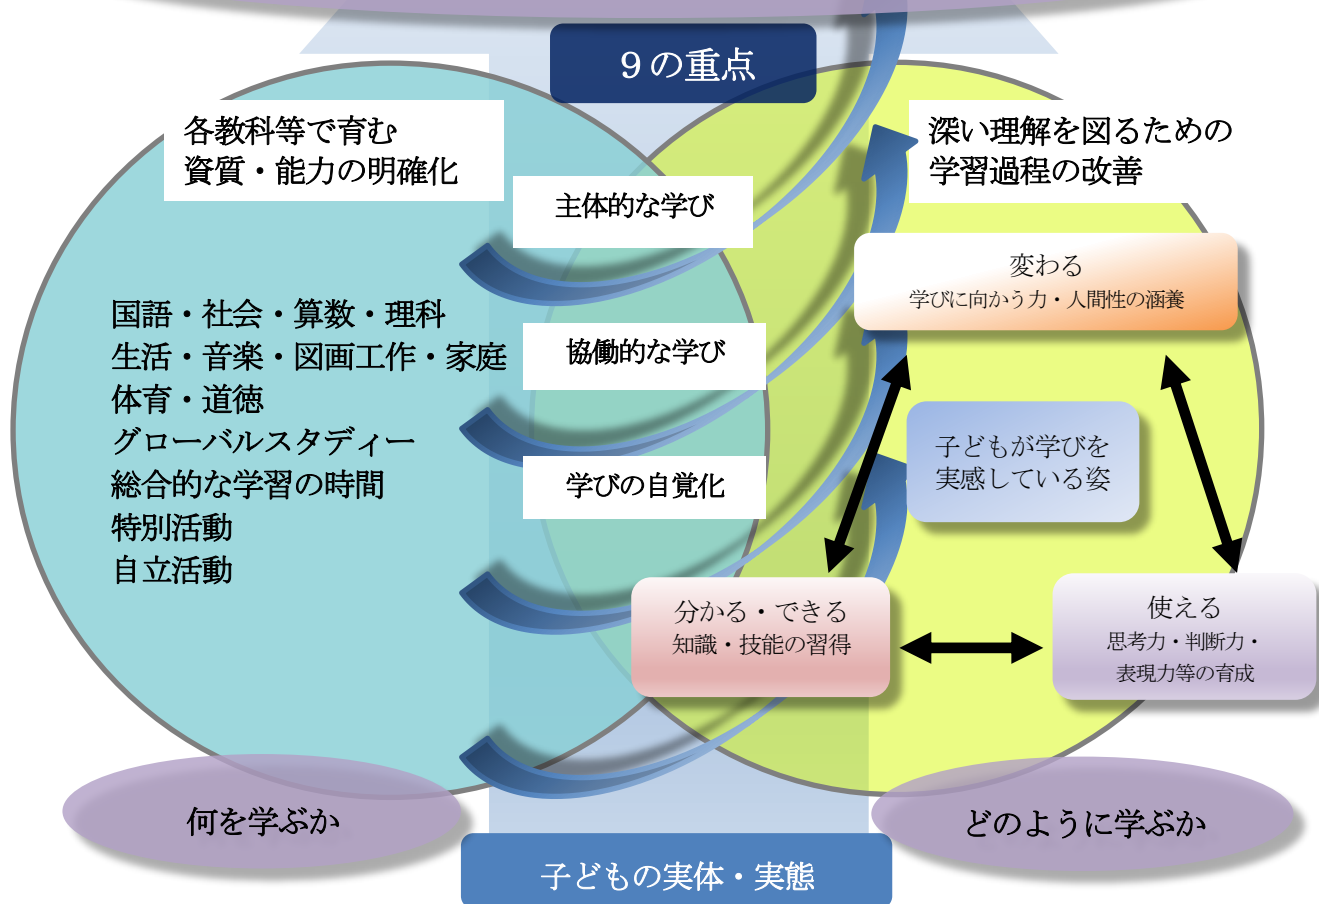 ９の重点
各教科等で育む
資質・能力の明確化
深い理解を図るための
学習過程の改善
主体的な学び
変わる
学びに向かう力・人間性の涵養
国語・社会・算数・理科
生活・音楽・図画工作・家庭
体育・道徳
グローバルスタディー
総合的な学習の時間
特別活動
自立活動
協働的な学び
子どもが学びを
実感している姿
学びの自覚化
分かる・できる
知識・技能の習得
使える
思考力・判断力・
表現力等の育成
何を学ぶか
どのように学ぶか
子どもの実体・実態